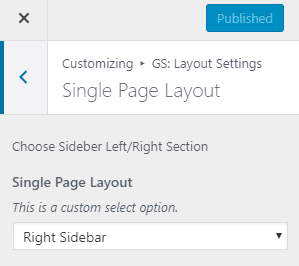 Published
Customizing ▸ GS: Layout Settings
Single Page Layout
Choose Sideber Left/Right Section
Single Page Layout
This is a custom select option.
Right Sidebar